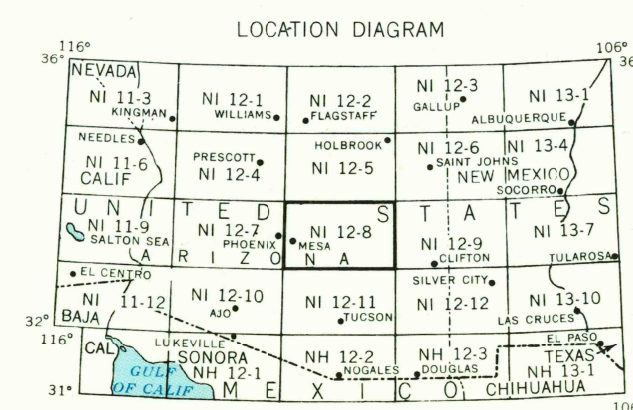 LOCATION DIAGRAM
116°
106°
36°
36
NEVADA
NI 11-3
KINGMAN
NI 12-1
WILLIAMS
NI 12-2
FLAGSTAFF
NI 12-3
GALLUP
NI 13-1
ALBUQUERQUE
NEEDLES
NI 11-6
CALIF
PRESCOTT
NI 12-4
HOLBROOK
NI 12-5
NI 12-6
SAINT JOHNS
NI 13-4
NEW MEXICO
SOCORRO
UNITED STATES
NI 11-9
SALTON SEA
NI 12-7
PHOENIX
NI 12-8
MESA
NI 12-9
CLIFTON
NI 13-7
TULAROSA
ARIZONA
EL CENTRO
NI 11-12
BAJA
NI 12-10
AJO
NI 12-11
TUCSON
SILVER CITY
NI 12-12
NI 13-10
LAS CRUCES
32°
116°
CAL
LUKEVILLE
SONORA
NH 12-1
NH 12-2
NOGALES
NH 12-3
DOUGLAS
EL PASO
TEXAS
NH 13-1
CHIHUAHUA
GULF
OF CALIF
MEXICO
31°
106